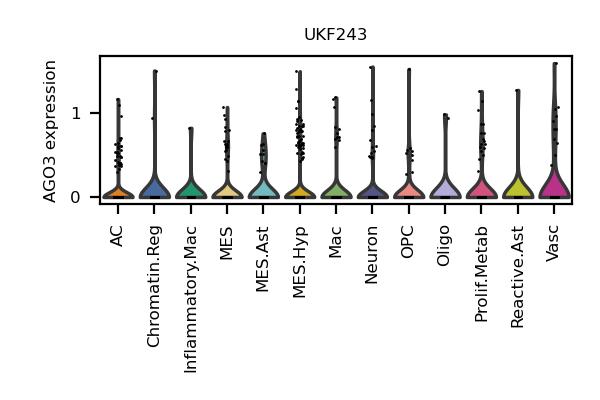 UKF243
AGO3 expression
1
0
AC
Chromatin.Reg
Inflammatory.Mac
MES
MES.Ast
MES.Hyp
Mac
Neuron
OPC
Oligo
Prolif.Metab
Reactive.Ast
Vasc